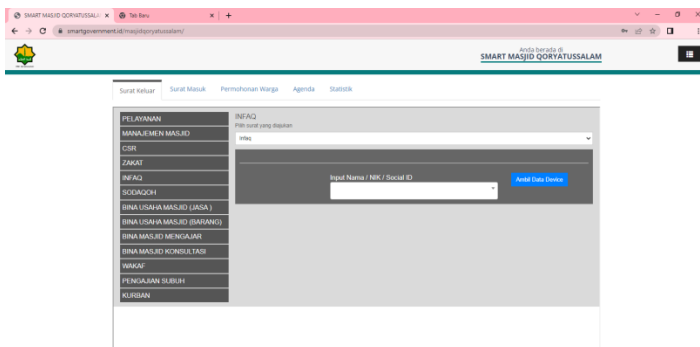 SMART MASJID QORYATUSSALA
Tab Baru
smartgovernment.id/masjidqoryatussalam/
Anda berada di
SMART MASJID QORYATUSSALAM
Surat Keluar
Surat Masuk
Permohonan Warga
Agenda
Statistik
PELAYANAN
MANAJEMEN MASJID
CSR
ZAKAT
INFAQ
SODAQOH
BINA USAHA MASJID (JASA )
BINA USAHA MASJID (BARANG)
BINA MASJID MENGAJAR
BINA MASJID KONSULTASI
WAKAF
PENGAJIAN SUBUH
KURBAN
INFAQ
Pilih surat yang diajukan
Infaq
Input Nama / NIK / Social ID
Ambil Data Device